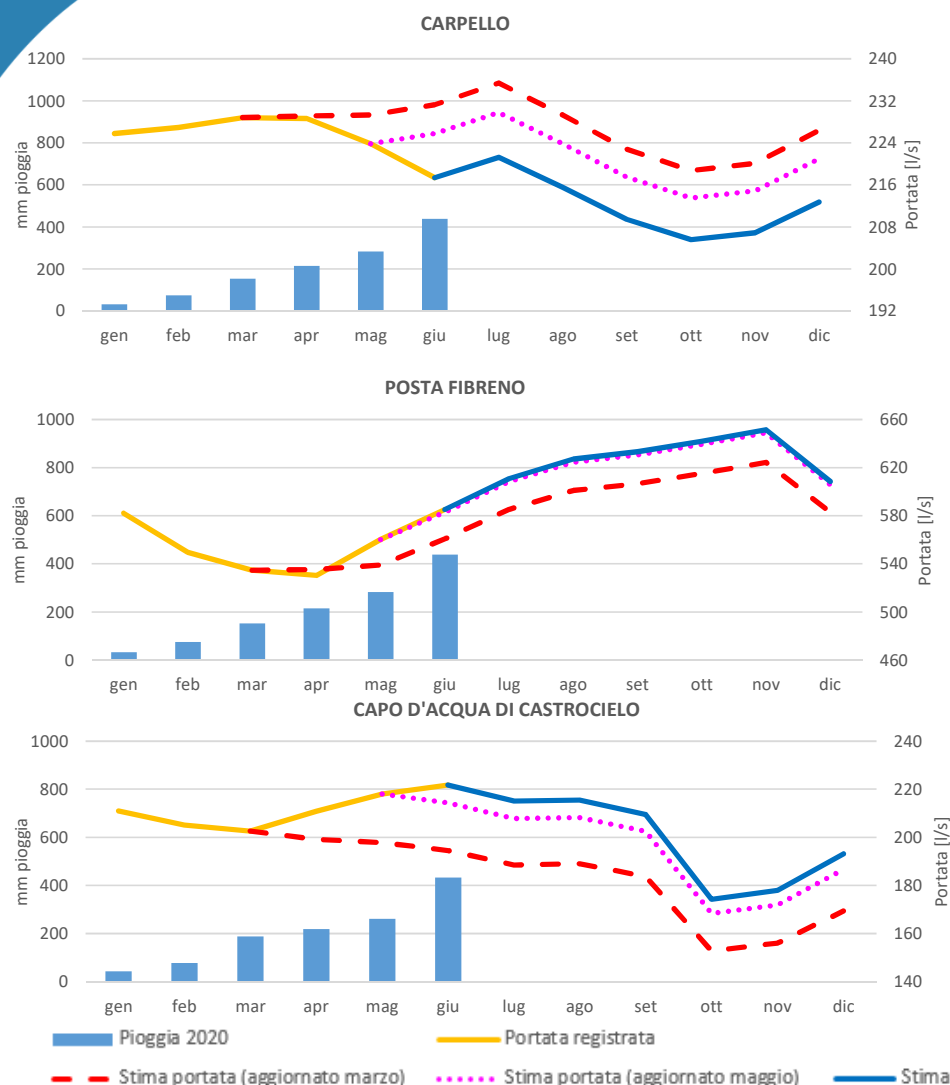 CARPELLO
1200
1000
800
600
400
200
0
mm pioggia
240
232
224
216
208
200
192
Portata [l/s]
gen feb mar apr mag giu lug ago set ott nov dic
POSTA FIBRENO
1000
800
600
400
200
0
mm pioggia
660
620
580
540
500
460
Portata [l/s]
gen feb mar apr mag giu lug ago set ott nov dic
CAPO D'ACQUA DI CASTROCIELO
1000
800
600
400
200
0
mm pioggia
240
220
200
180
160
140
Portata [l/s]
gen feb mar apr mag giu lug ago set ott nov dic
Pioggia 2020 Portata registrata
Stima portata (aggiornato marzo) Stima portata (aggiornato maggio) Stima